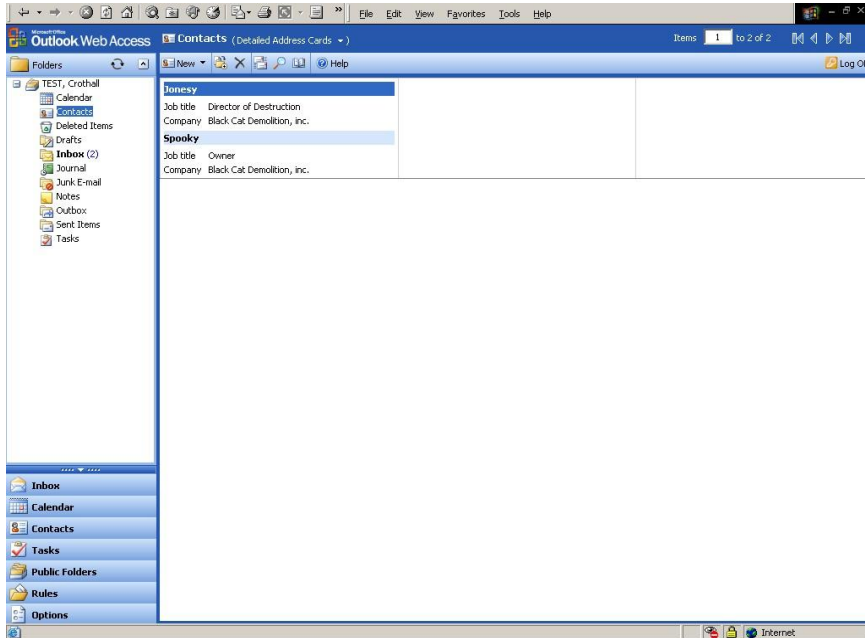 File Edit View Favorites Tools Help
Microsoft Office
Outlook Web Access
Contacts (Detailed Address Cards)
Items 1 to 2 of 2
Folders
New
Help
Log Of
TEST, Crothall
Calendar
Contacts
Deleted Items
Drafts
Inbox (2)
Journal
Junk E-mail
Notes
Outbox
Sent Items
Tasks
Jonesy
Job title Director of Destruction
Company Black Cat Demolition, inc.
Spooky
Job title Owner
Company Black Cat Demolition, inc.
Inbox
Calendar
Contacts
Tasks
Public Folders
Rules
Options
Internet